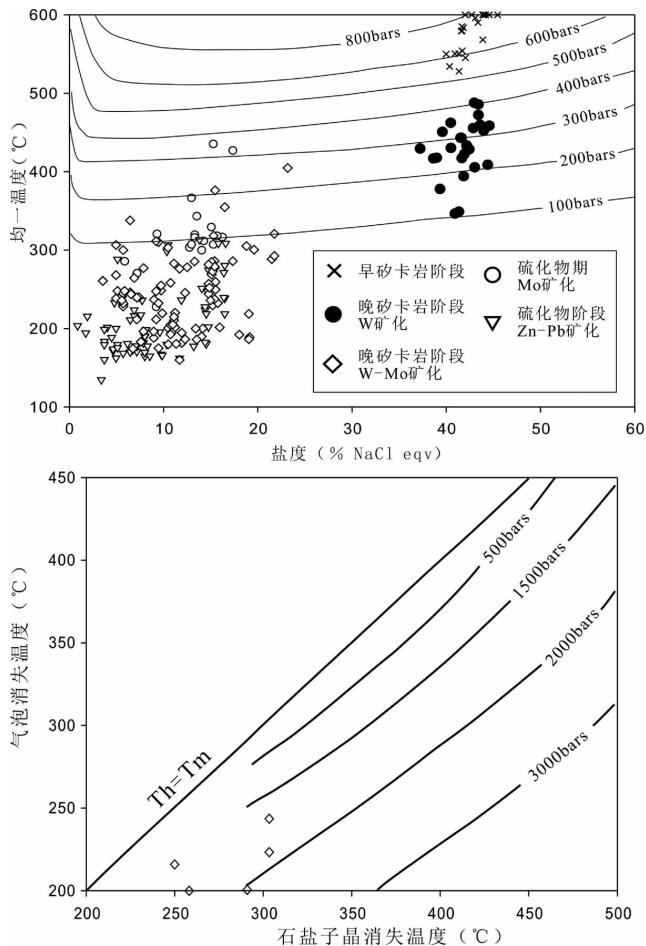 600
500
400
300
200
100
均一温度(℃)
800bars
600bars
500bars
400bars
300bars
200bars
100bars
早矽卡岩阶段
晚矽卡岩阶段
W矿化
晚矽卡岩阶段
W-Mo矿化
硫化物期
Mo矿化
硫化物阶段
Zn-Pb矿化
0 10 20 30 40 50 60
盐度(% NaCl eqv)
450
400
350
300
250
200
气泡消失温度(℃)
Th=Tm
500bars
1500bars
2000bars
3000bars
200 250 300 350 400 450 500
石盐子晶消失温度(℃)